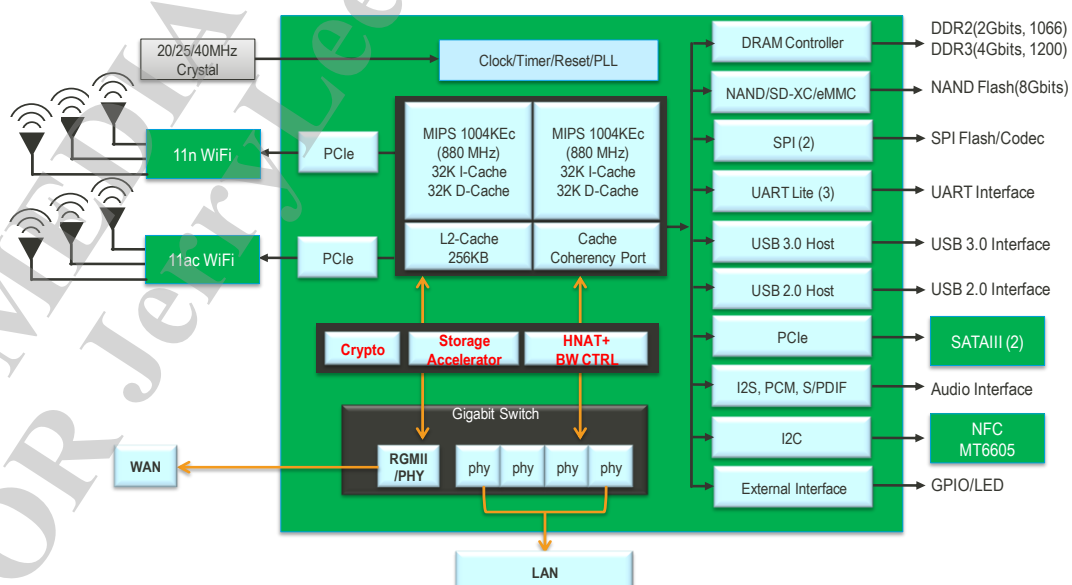 20/25/40MHz
Crystal
Clock/Timer/Reset/PLL
DRAM Controller
DDR2(2Gbits, 1066)
DDR3(4Gbits, 1200)
NAND/SD-XC/eMMC
NAND Flash(8Gbits)
11n WiFi
PCIe
MIPS 1004KEc
(880 MHz)
32K I-Cache
32K D-Cache
MIPS 1004KEc
(880 MHz)
32K I-Cache
32K D-Cache
SPI (2)
SPI Flash/Codec
UART Lite (3)
UART Interface
11ac WiFi
PCIe
L2-Cache
256KB
Cache
Coherency Port
USB 3.0 Host
USB 3.0 Interface
USB 2.0 Host
USB 2.0 Interface
Crypto
Storage
Accelerator
HNAT+
BW CTRL
PCIe
SATAIII (2)
I2S, PCM, S/PDIF
Audio Interface
Gigabit Switch
I2C
NFC
MT6605
WAN
RGMII
/PHY
phy
phy
phy
phy
External Interface
GPIO/LED
LAN
MEDIA
OR JerryLe